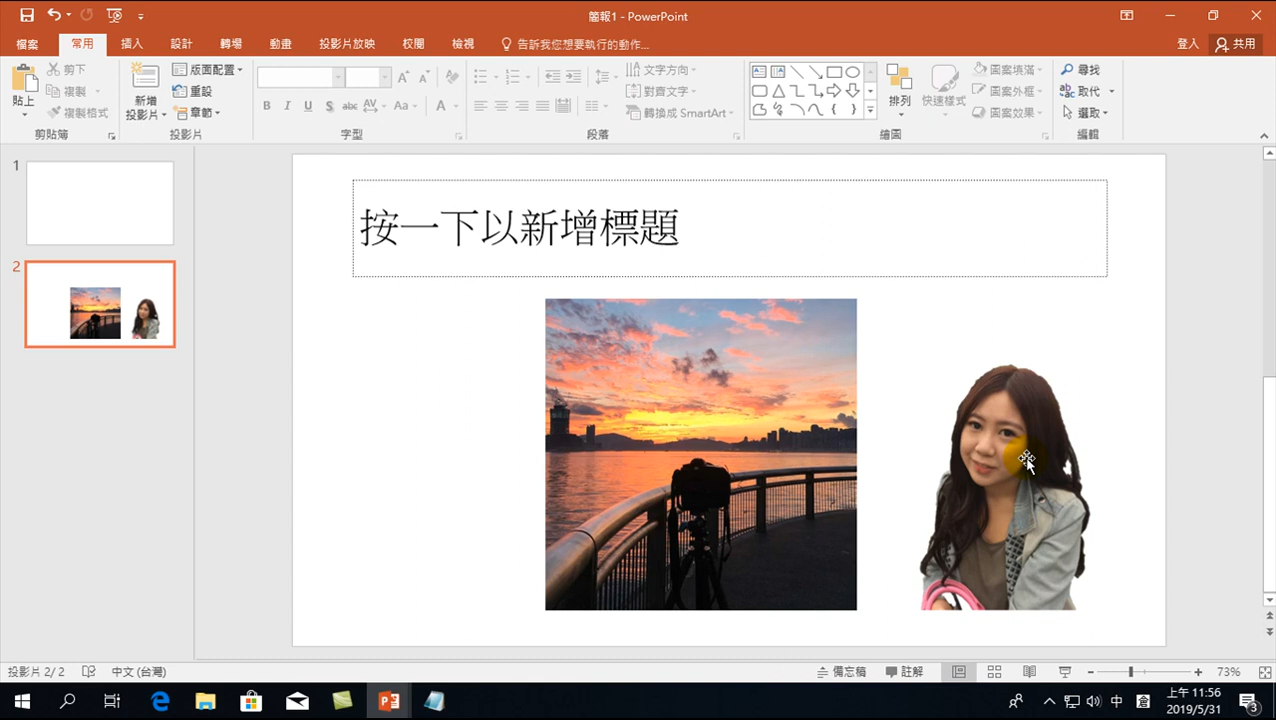 簡報1 - PowerPoint
檔案 常用 插入 設計 轉場 動畫 投影片放映 校閱 檢視 告訴我您想要執行的動作... 登入 共用
貼上 剪下 複製 複製格式 剪貼簿
新增投影片 版面配置 重設 章節 投影片
B I U S abc AV Aa A 字型
文字方向 對齊文字 轉換成 SmartArt 段落
排列 快速樣式 圖案填滿 圖案外框 圖案效果 繪圖
尋找 取代 選取 編輯
1
2
按一下以新增標題
投影片 2/2 中文 (台灣) 備忘稿 註解 73%
中 上午 11:56
2019/5/31
3